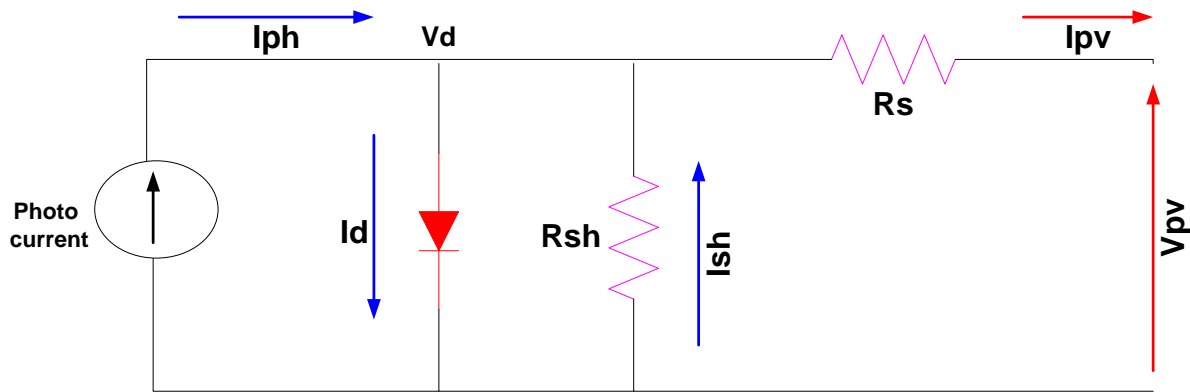 Iph
Vd
Ipv
Rs
Photo
current
Id
Rsh
Ish
Vpv